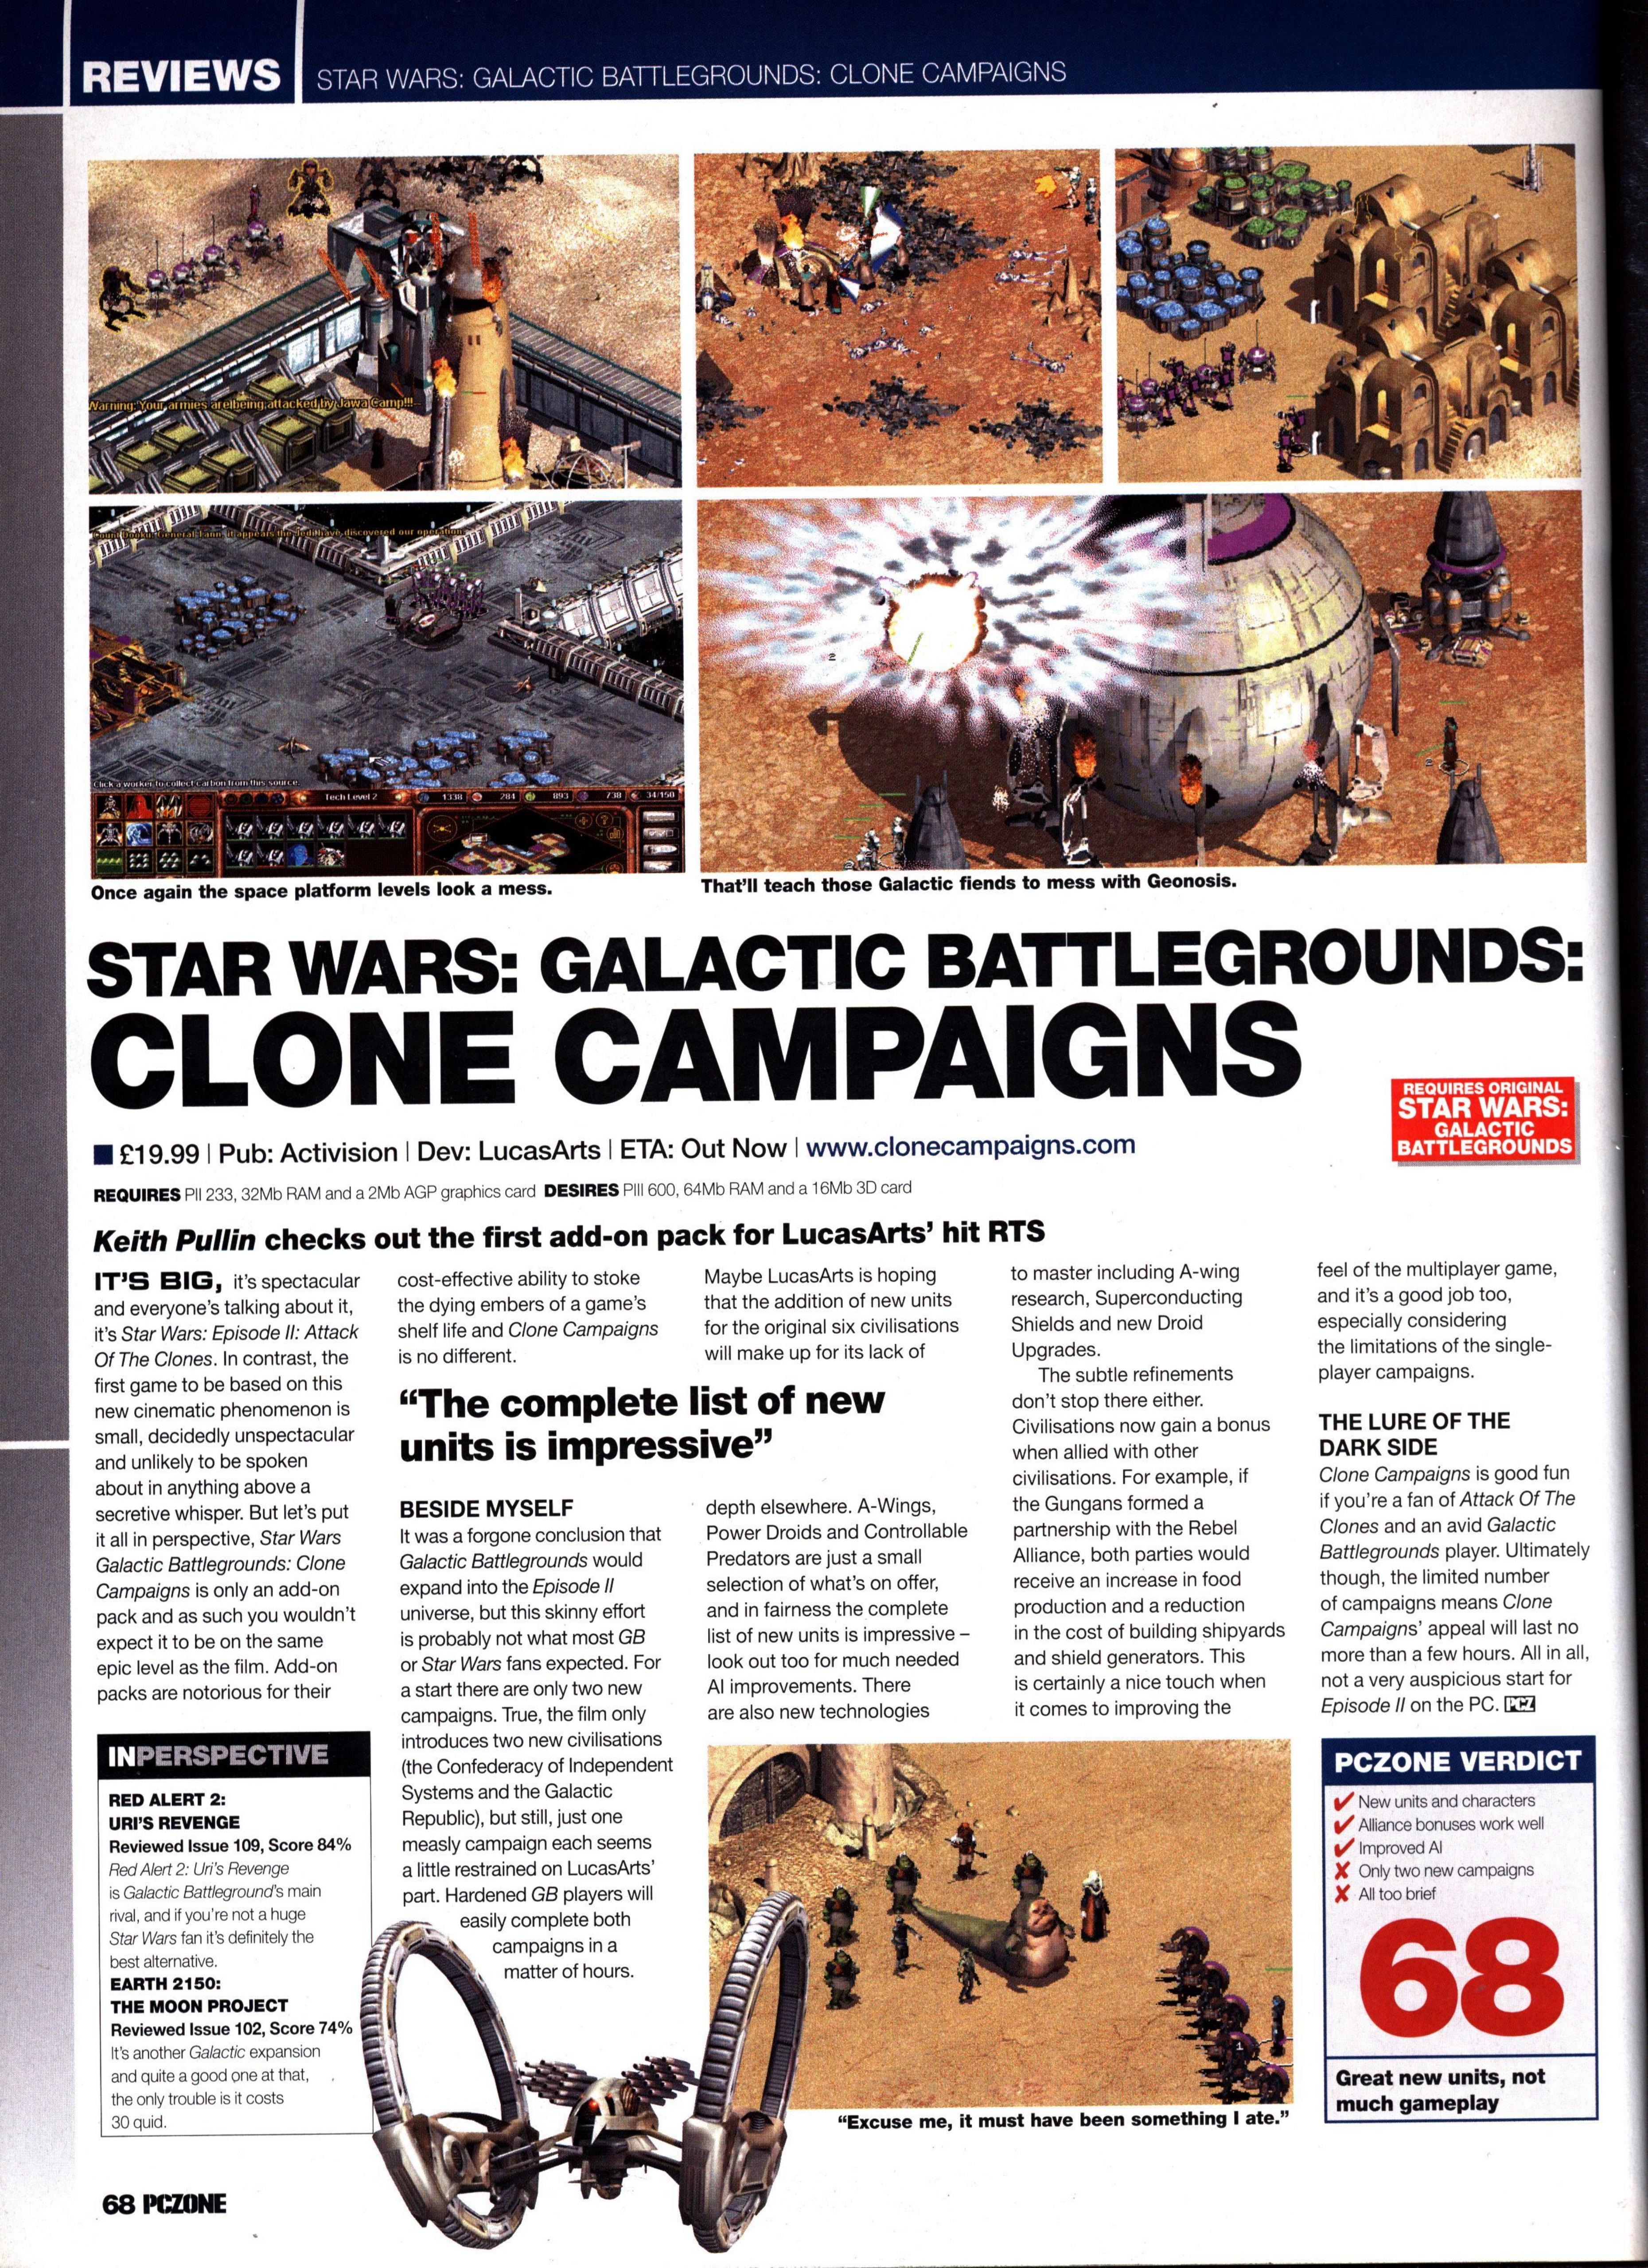 REVIEWS
STAR WARS: GALACTIC BATTLEGROUNDS: CLONE CAMPAIGNS
Warning: Your armies are being attacked by Jawa Camp!!!
Count Dooku: General Tann, it appears the Jedi have discovered our operation.
Click a worker to collect carbon from this source.
Tech Level 2
1338
284
893
738
34/150
2
Once again the space platform levels look a mess.
That'll teach those Galactic fiends to mess with Geonosis.
STAR WARS: GALACTIC BATTLEGROUNDS:
CLONE CAMPAIGNS
REQUIRES ORIGINAL
STAR WARS:
GALACTIC
BATTLEGROUNDS
£19.99 | Pub: Activision | Dev: LucasArts | ETA: Out Now | www.clonecampaigns.com
REQUIRES PII 233, 32Mb RAM and a 2Mb AGP graphics card DESIRES PIII 600, 64Mb RAM and a 16Mb 3D card
Keith Pullin checks out the first add-on pack for LucasArts' hit RTS
IT'S BIG, it's spectacular
and everyone's talking about it,
it's Star Wars: Episode II: Attack
Of The Clones. In contrast, the
first game to be based on this
new cinematic phenomenon is
small, decidedly unspectacular
and unlikely to be spoken
about in anything above a
secretive whisper. But let's put
it all in perspective, Star Wars
Galactic Battlegrounds: Clone
Campaigns is only an add-on
pack and as such you wouldn't
expect it to be on the same
epic level as the film. Add-on
packs are notorious for their
cost-effective ability to stoke
the dying embers of a game's
shelf life and Clone Campaigns
is no different.
"The complete list of new
units is impressive"
BESIDE MYSELF
It was a forgone conclusion that
Galactic Battlegrounds would
expand into the Episode II
universe, but this skinny effort
is probably not what most GB
or Star Wars fans expected. For
a start there are only two new
campaigns. True, the film only
introduces two new civilisations
(the Confederacy of Independent
Systems and the Galactic
Republic), but still, just one
measly campaign each seems
a little restrained on LucasArts'
part. Hardened GB players will
easily complete both
campaigns in a
matter of hours.
Maybe LucasArts is hoping
that the addition of new units
for the original six civilisations
will make up for its lack of
depth elsewhere. A-Wings,
Power Droids and Controllable
Predators are just a small
selection of what's on offer,
and in fairness the complete
list of new units is impressive –
look out too for much needed
AI improvements. There
are also new technologies
to master including A-wing
research, Superconducting
Shields and new Droid
Upgrades.
The subtle refinements
don't stop there either.
Civilisations now gain a bonus
when allied with other
civilisations. For example, if
the Gungans formed a
partnership with the Rebel
Alliance, both parties would
receive an increase in food
production and a reduction
in the cost of building shipyards
and shield generators. This
is certainly a nice touch when
it comes to improving the
feel of the multiplayer game,
and it's a good job too,
especially considering
the limitations of the single-
player campaigns.
THE LURE OF THE
DARK SIDE
Clone Campaigns is good fun
if you're a fan of Attack Of The
Clones and an avid Galactic
Battlegrounds player. Ultimately
though, the limited number
of campaigns means Clone
Campaigns' appeal will last no
more than a few hours. All in all,
not a very auspicious start for
Episode II on the PC. PCZ
INPERSPECTIVE
RED ALERT 2:
URI'S REVENGE
Reviewed Issue 109, Score 84%
Red Alert 2: Uri's Revenge
is Galactic Battleground's main
rival, and if you're not a huge
Star Wars fan it's definitely the
best alternative.
EARTH 2150:
THE MOON PROJECT
Reviewed Issue 102, Score 74%
It's another Galactic expansion
and quite a good one at that,
the only trouble is it costs
30 quid.
1
"Excuse me, it must have been something I ate."
PCZONE VERDICT
✔ New units and characters
✔ Alliance bonuses work well
✔ Improved AI
✘ Only two new campaigns
✘ All too brief
68
Great new units, not
much gameplay
68 PCZONE